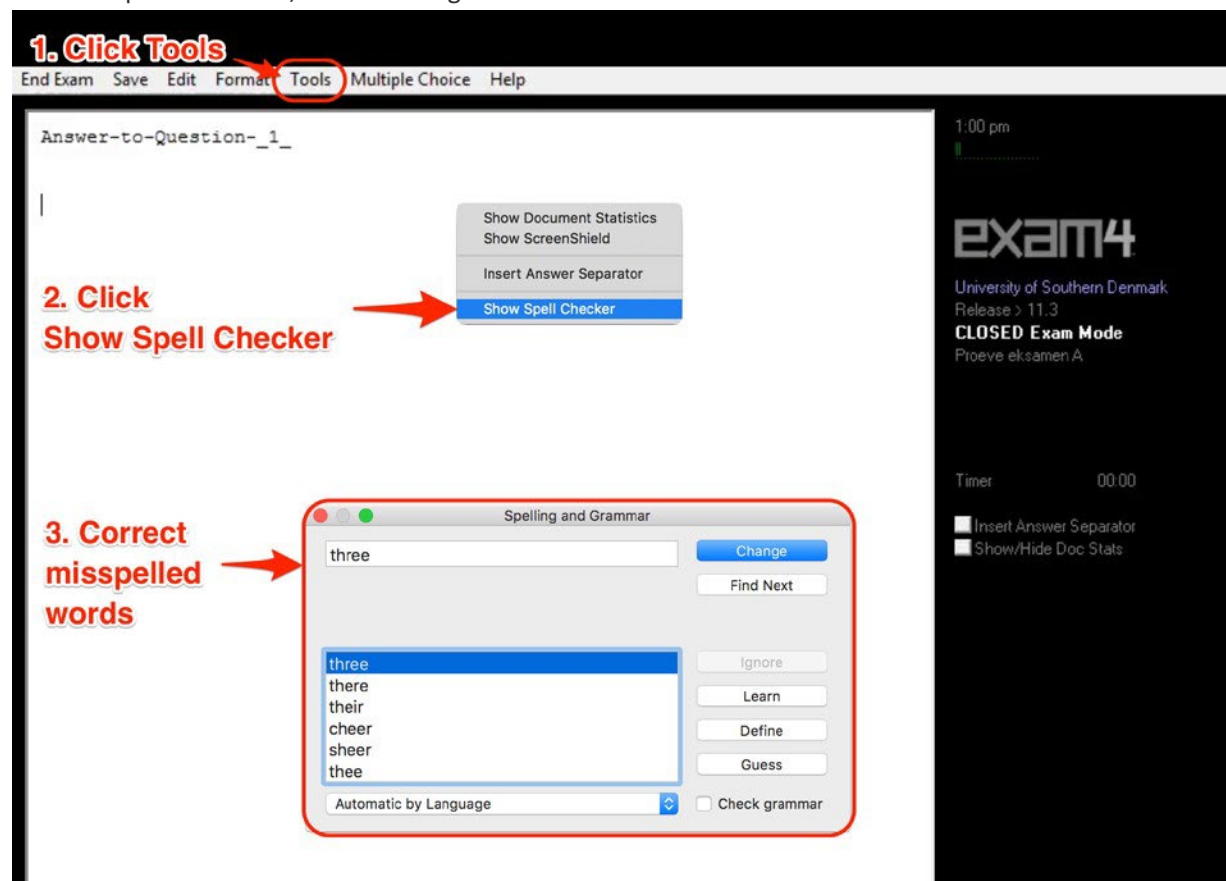 1. Click Tools
End Exam Save Edit Format Tools Multiple Choice Help
Answer-to-Question-_1_
1:00 pm
Show Document Statistics
Show ScreenShield
Insert Answer Separator
Show Spell Checker
2. Click
Show Spell Checker
exam4
University of Southern Denmark
Release > 11.3
CLOSED Exam Mode
Proeve eksamen A
Timer 00:00
Insert Answer Separator
Show/Hide Doc Stats
3. Correct
misspelled
words
Spelling and Grammar
three
Change
Find Next
three
there
their
cheer
sheer
thee
Ignore
Learn
Define
Guess
Automatic by Language
Check grammar